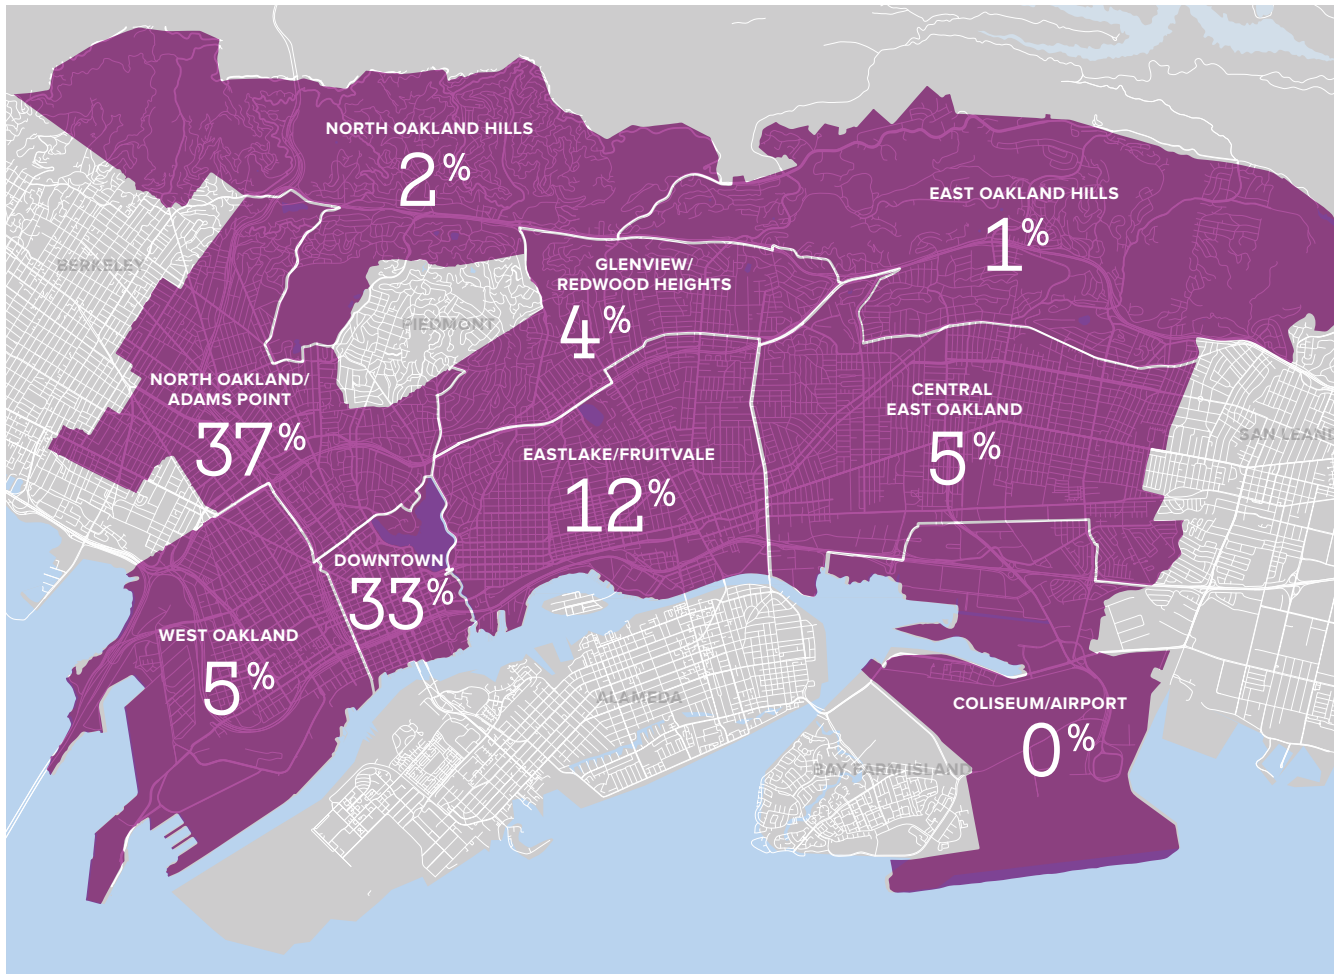 NORTH OAKLAND HILLS
2%
EAST OAKLAND HILLS
1%
BERKELEY
GLENVIEW/
REDWOOD HEIGHTS
4%
PIEDMONT
NORTH OAKLAND/
ADAMS POINT
37%
CENTRAL
EAST OAKLAND
5%
SAN LEAND
EASTLAKE/FRUITVALE
12%
DOWNTOWN
33%
WEST OAKLAND
5%
ALAMEDA
COLISEUM/AIRPORT
0%
BAY FARM ISLAND